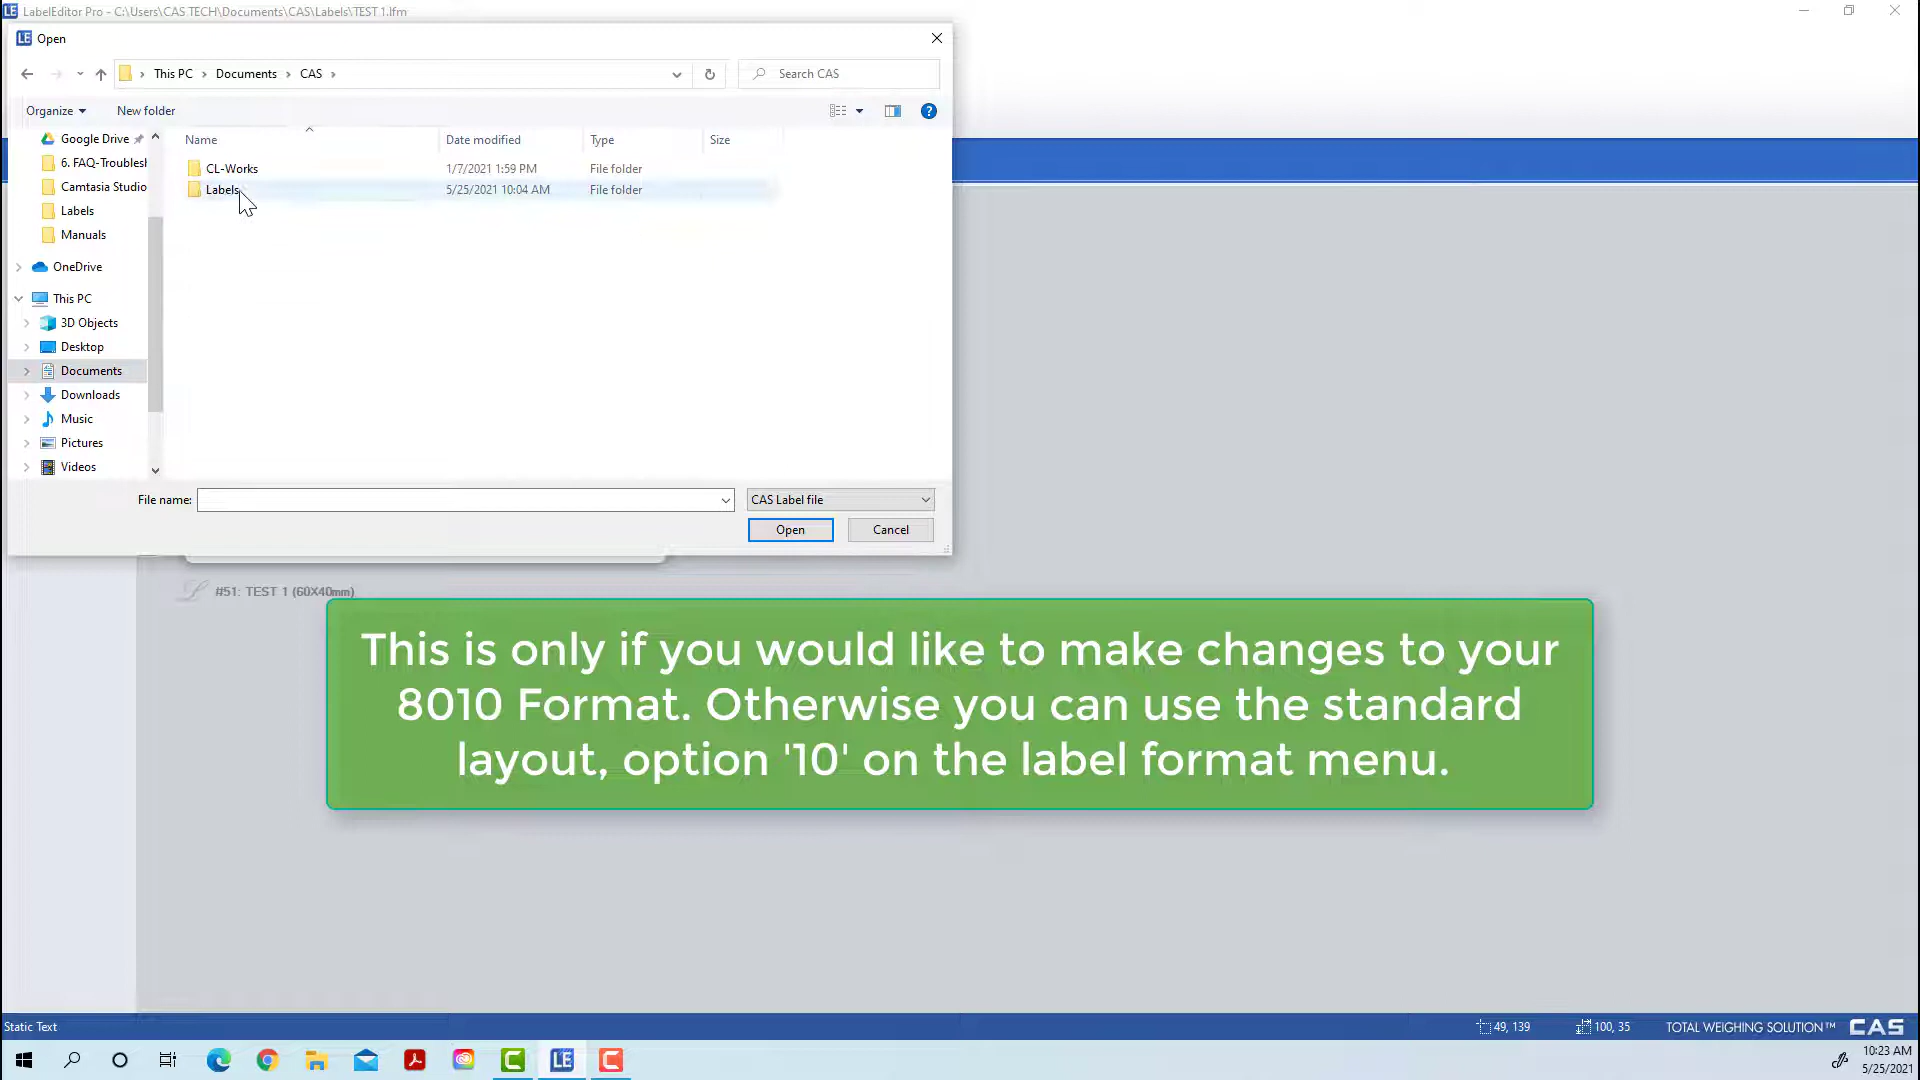 LabelEditor Pro - C:\Users\CAS TECH\Documents\CAS\Labels\TEST 1.lfm
Open
This PC > Documents > CAS >
Search CAS
Organize
New folder
Name
Date modified
Type
Size
Google Drive
6. FAQ-Troublesh
Camtasia Studio
Labels
Manuals
OneDrive
This PC
3D Objects
Desktop
Documents
Downloads
Music
Pictures
Videos
CL-Works 1/7/2021 1:59 PM File folder
Labels 5/25/2021 10:04 AM File folder
File name:
CAS Label file
Open
Cancel
#51: TEST 1 (60X40mm)
This is only if you would like to make changes to your
8010 Format. Otherwise you can use the standard
layout, option '10' on the label format menu.
Static Text
49, 139
100, 35
TOTAL WEIGHING SOLUTION™ CAS
10:23 AM
5/25/2021